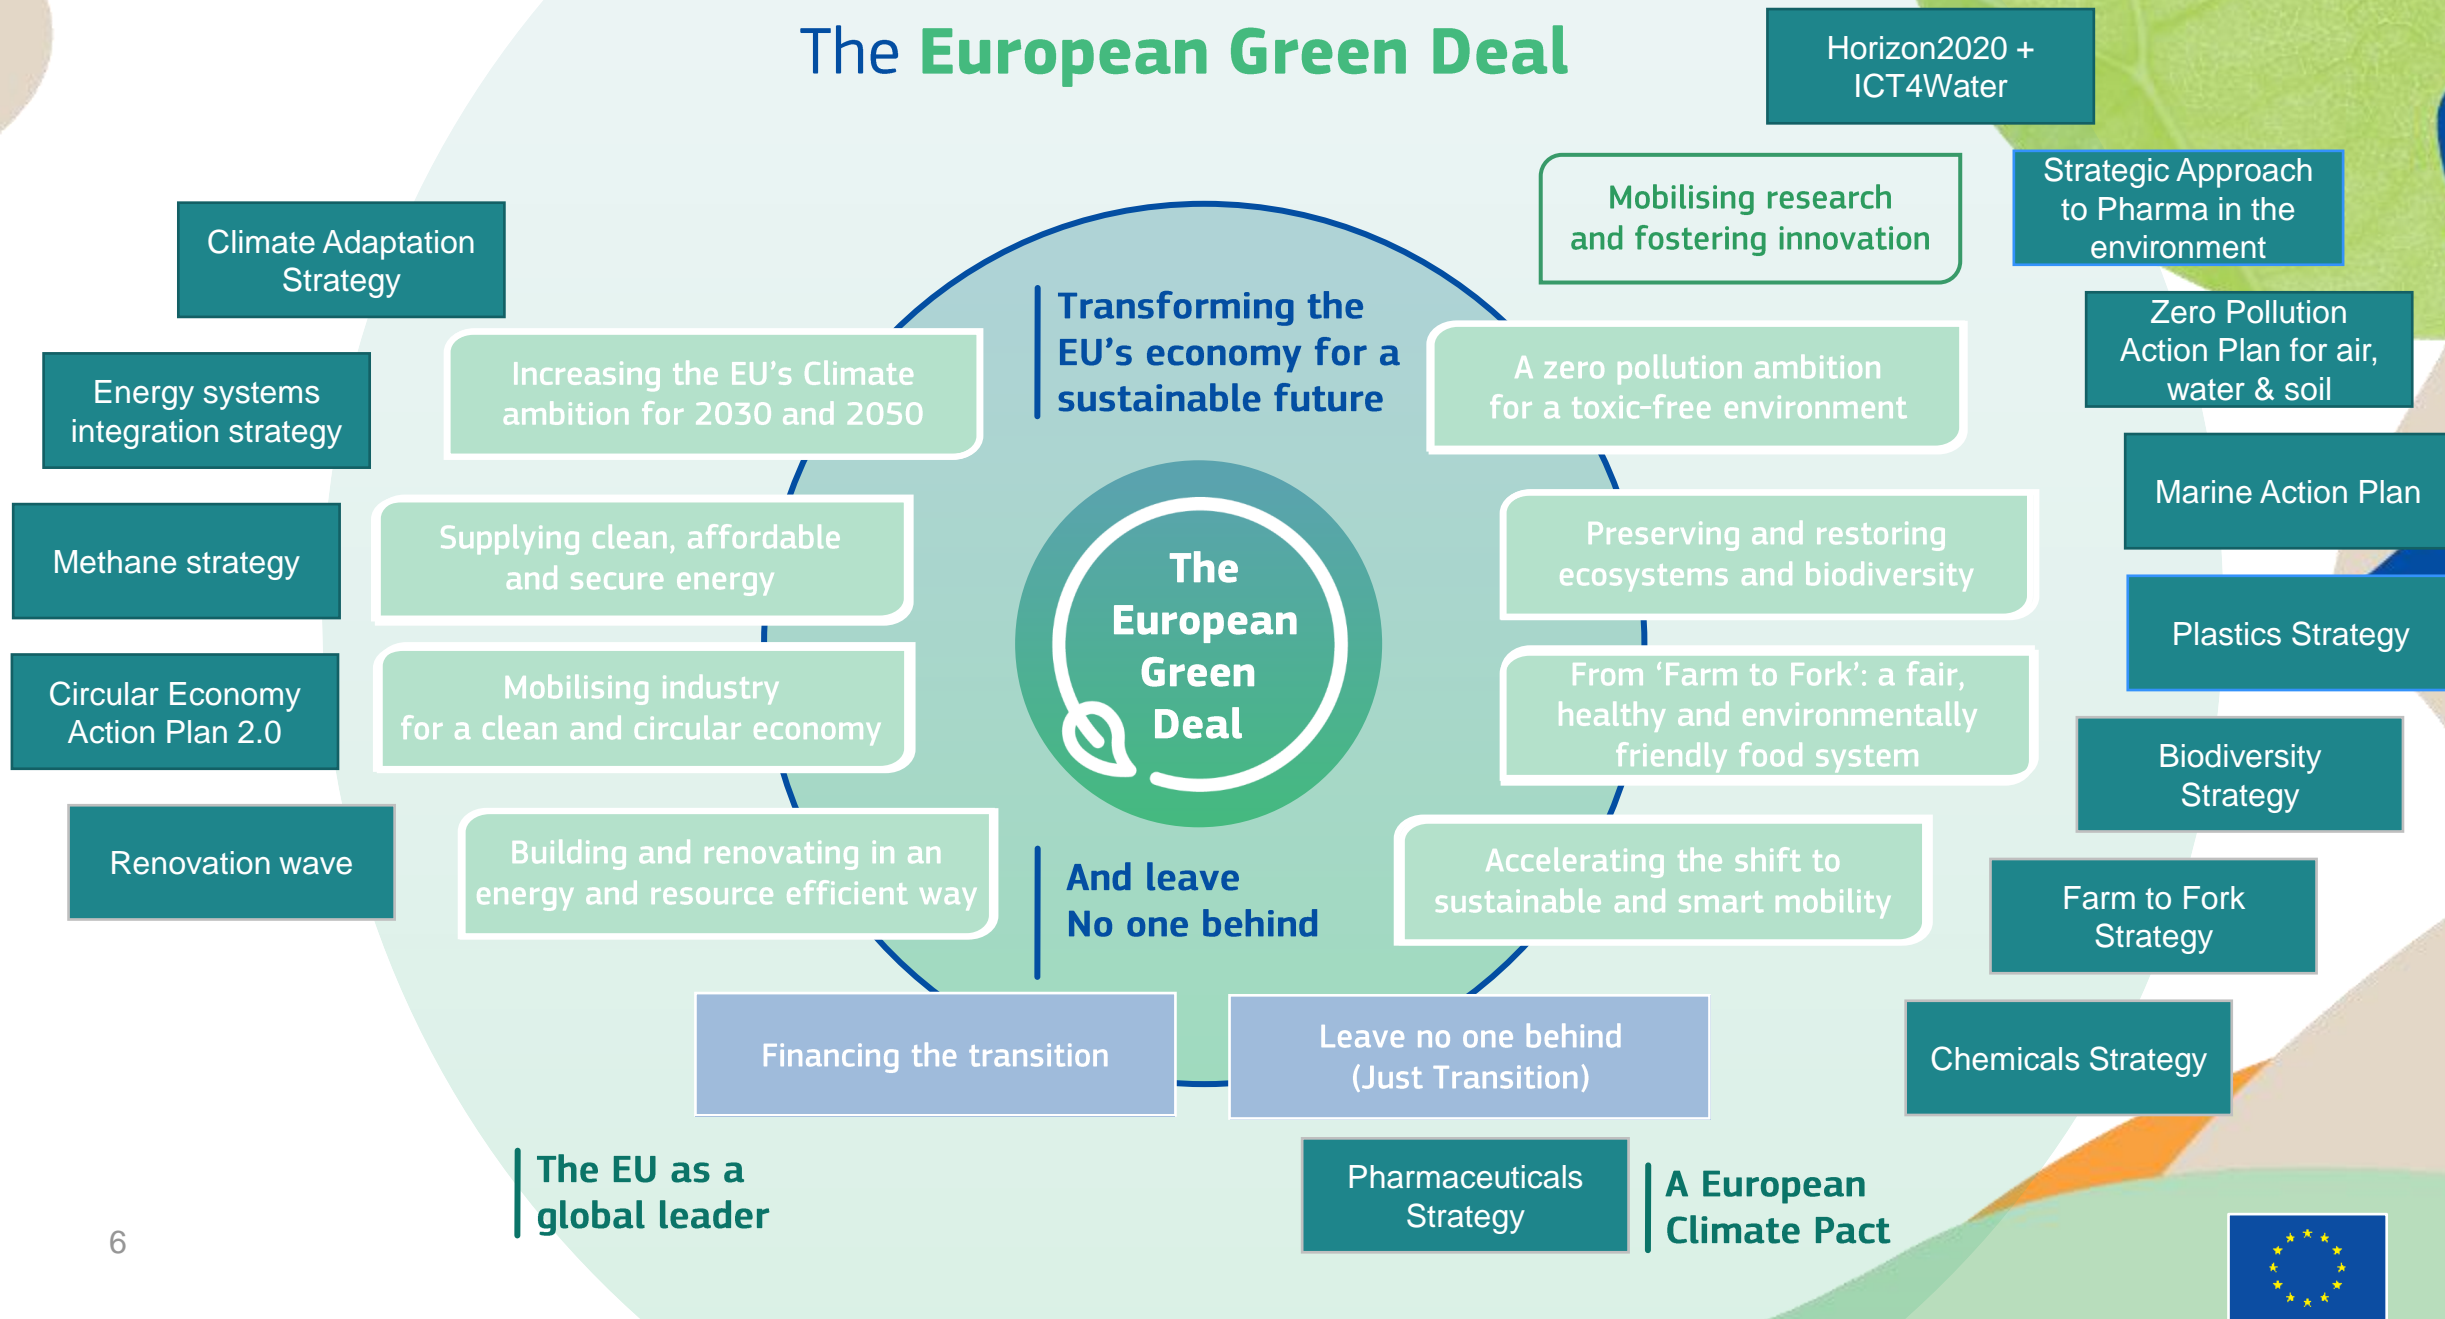 The European Green Deal
Horizon2020 +
ICT4Water
Mobilising research
and fostering innovation
Strategic Approach
to Pharma in the
environment
Climate Adaptation
Strategy
Transforming the
EU's economy for a
sustainable future
Zero Pollution
Action Plan for air,
water & soil
Energy systems
integration strategy
Increasing the EU's Climate
ambition for 2030 and 2050
A zero pollution ambition
for a toxic-free environment
Marine Action Plan
Methane strategy
Supplying clean, affordable
and secure energy
The
European
Green
Deal
Preserving and restoring
ecosystems and biodiversity
Plastics Strategy
Circular Economy
Action Plan 2.0
Mobilising industry
for a clean and circular economy
From ‘Farm to Fork’: a fair,
healthy and environmentally
friendly food system
Biodiversity
Strategy
Renovation wave
Building and renovating in an
energy and resource efficient way
And leave
No one behind
Accelerating the shift to
sustainable and smart mobility
Farm to Fork
Strategy
Financing the transition
Leave no one behind
(Just Transition)
Chemicals Strategy
The EU as a
global leader
Pharmaceuticals
Strategy
A European
Climate Pact
6